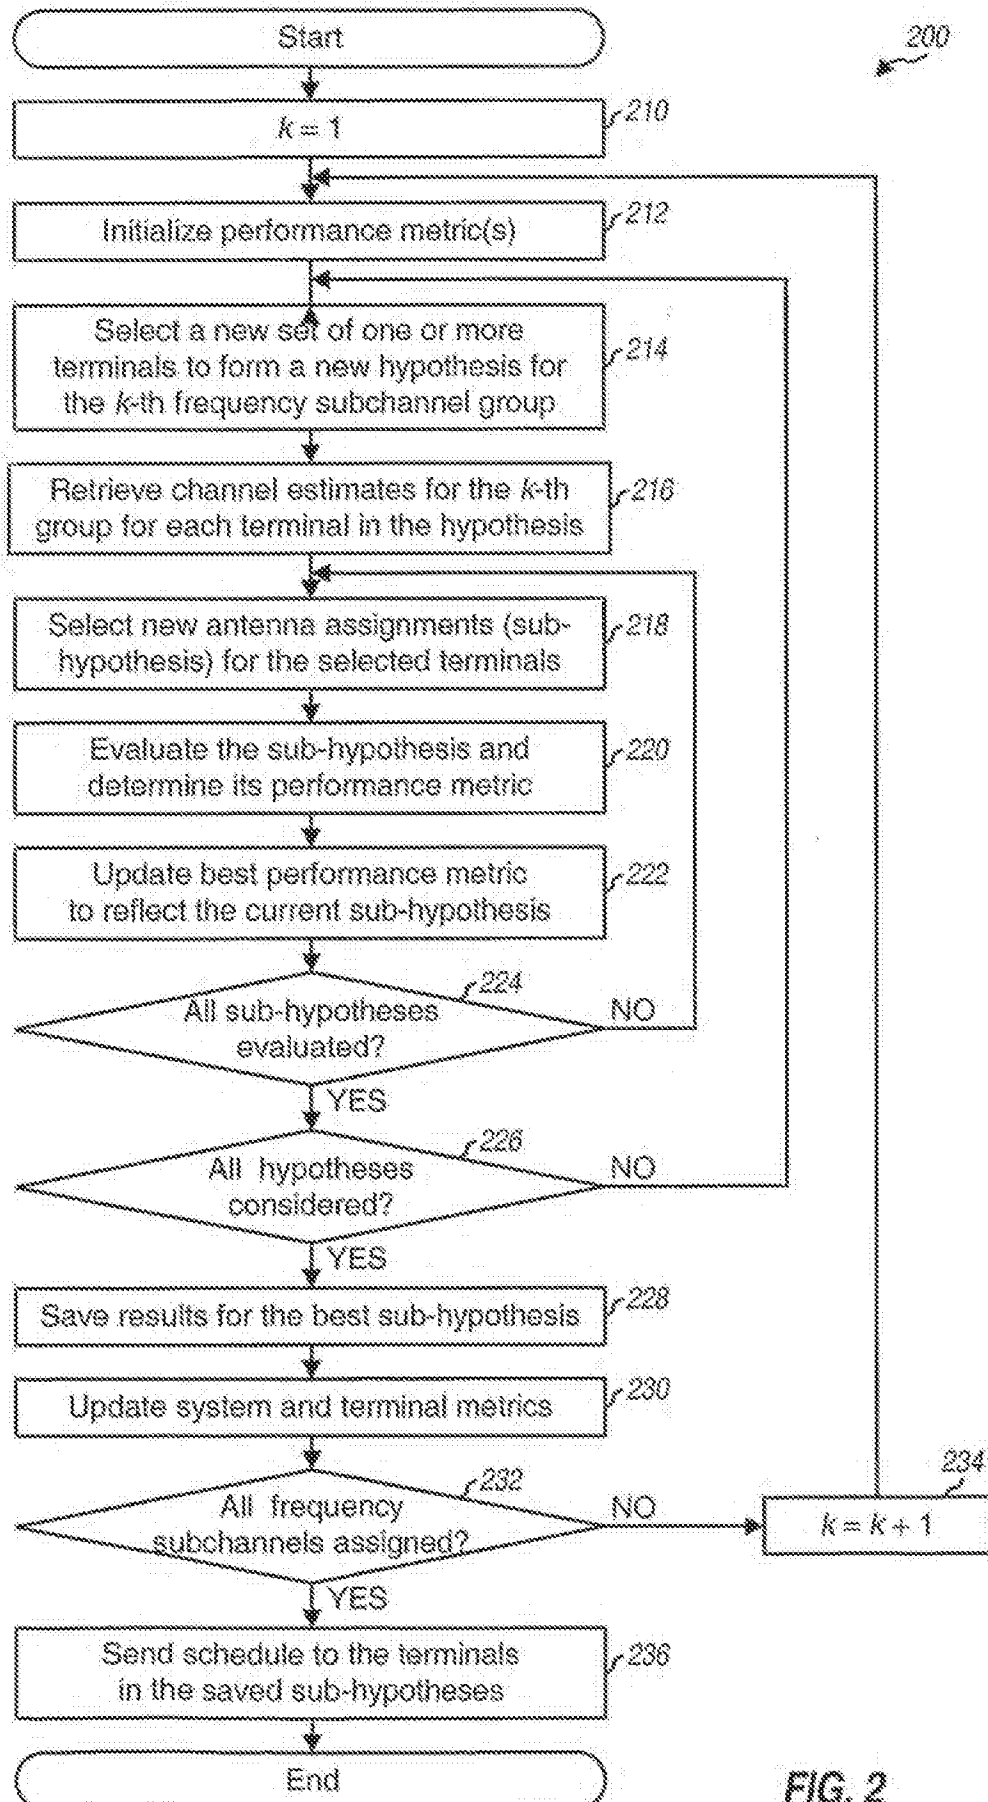 Start
200
k = 1
210
Initialize performance metric(s)
212
Select a new set of one or more
terminals to form a new hypothesis for
the k-th frequency subchannel group
214
Retrieve channel estimates for the k-th
group for each terminal in the hypothesis
216
Select new antenna assignments (sub-
hypothesis) for the selected terminals
218
Evaluate the sub-hypothesis and
determine its performance metric
220
Update best performance metric
to reflect the current sub-hypothesis
222
224
All sub-hypotheses
evaluated?
NO
YES
226
All hypotheses
considered?
NO
YES
Save results for the best sub-hypothesis
228
Update system and terminal metrics
230
232
All frequency
subchannels assigned?
NO
234
k = k + 1
YES
Send schedule to the terminals
in the saved sub-hypotheses
236
End
FIG. 2